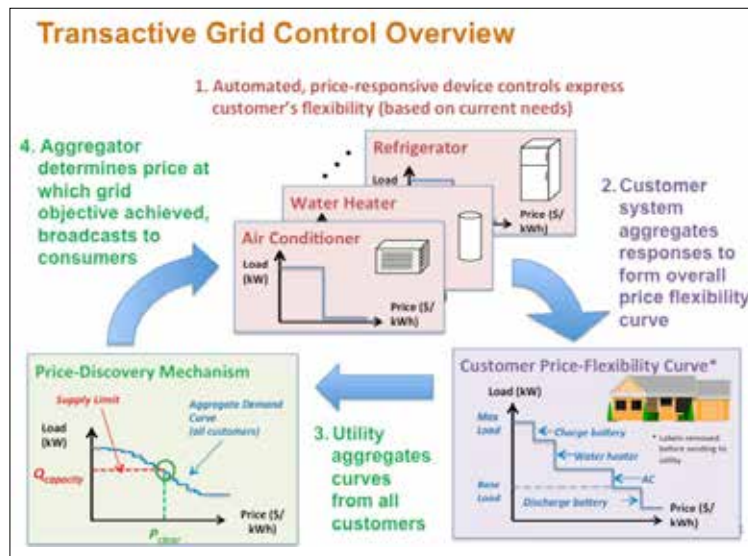 Transactive Grid Control Overview
1. Automated, price-responsive device controls express
customer's flexibility (based on current needs)
4. Aggregator
determines price at
which grid
objective achieved,
broadcasts to
consumers
Refrigerator
Load
Price ($/
kWh)
Water Heater
Air Conditioner
Load
(kW)
Price ($/
kWh)
2. Customer
system
aggregates
responses to
form overall
price flexibility
curve
Price-Discovery Mechanism
Supply Limit
Load
(kW)
Aggregate Demand
Curve
(all customers)
Qcapacity
Pclear
Price ($/
kWh)
3. Utility
aggregates
curves
from all
customers
Customer Price-Flexibility Curve*
Load (kW)
Max
Load
Charge battery
Water heater
* Labels removed
before sending to
utility
AC
Base
Load
Discharge battery
Price ($/
kWh)